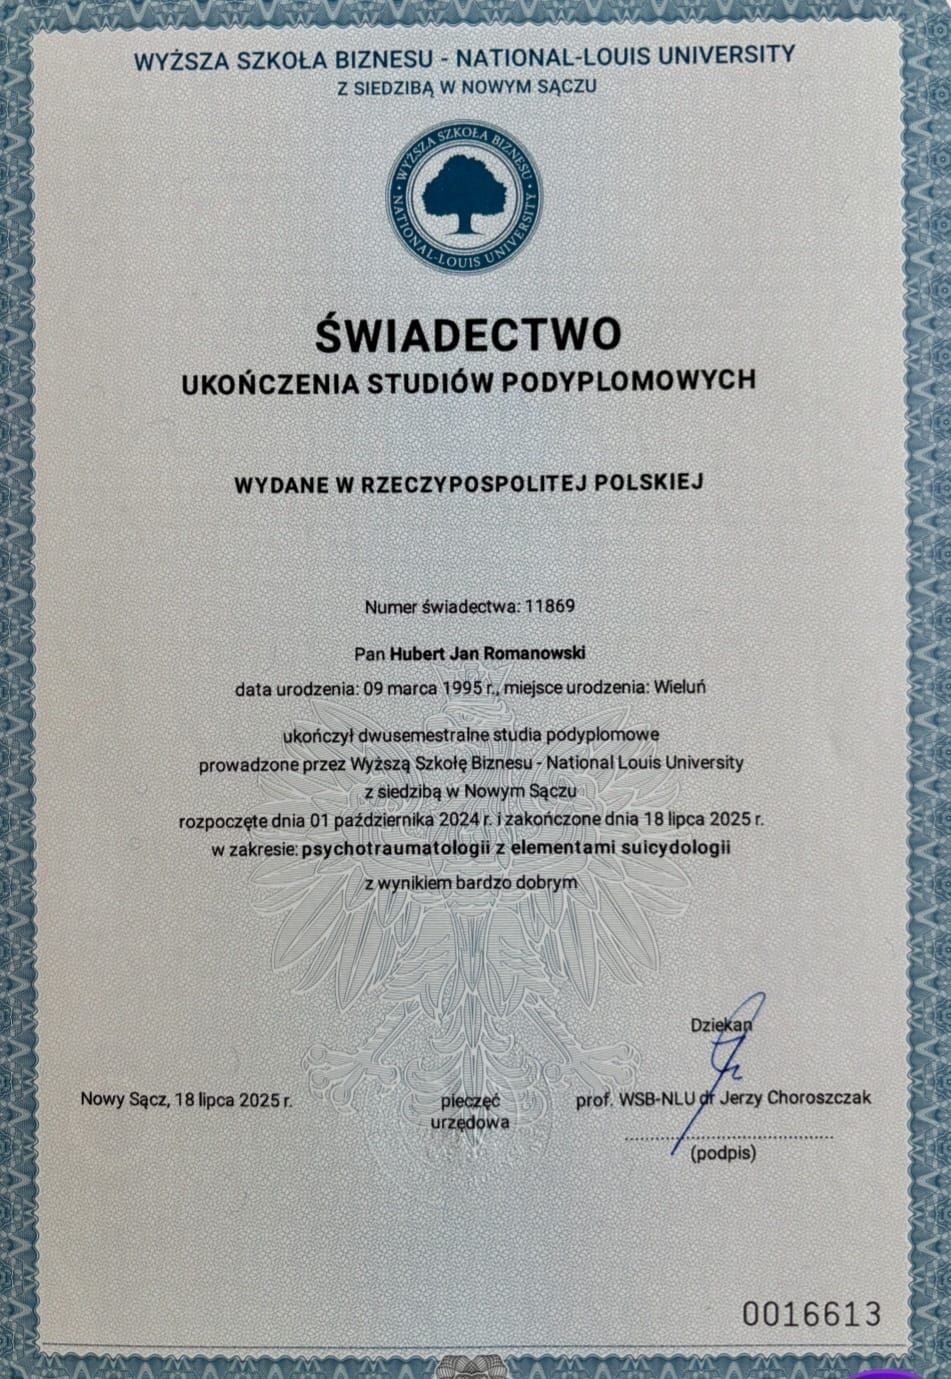 WYŻSZA SZKOŁA BIZNESU - NATIONAL-LOUIS UNIVERSITY
Z SIEDZIBĄ W NOWYM SĄCZU
• WYŻSZA SZKOŁA BIZNESU •
NATIONAL-LOUIS UNIVERSITY
ŚWIADECTWO
UKOŃCZENIA STUDIÓW PODYPLOMOWYCH
WYDANE W RZECZYPOSPOLITEJ POLSKIEJ
Numer świadectwa: 11869
Pan Hubert Jan Romanowski
data urodzenia: 09 marca 1995 r., miejsce urodzenia: Wieluń
ukończył dwusemestralne studia podyplomowe
prowadzone przez Wyższą Szkołę Biznesu - National Louis University
z siedzibą w Nowym Sączu
rozpoczęte dnia 01 października 2024 r. i zakończone dnia 18 lipca 2025 r.
w zakresie: psychotraumatologii z elementami suicydologii
z wynikiem bardzo dobrym
Dziekan
Nowy Sącz, 18 lipca 2025 r.
pieczęć
urzędowa
prof. WSB-NLU dr Jerzy Choroszczak
(podpis)
0016613